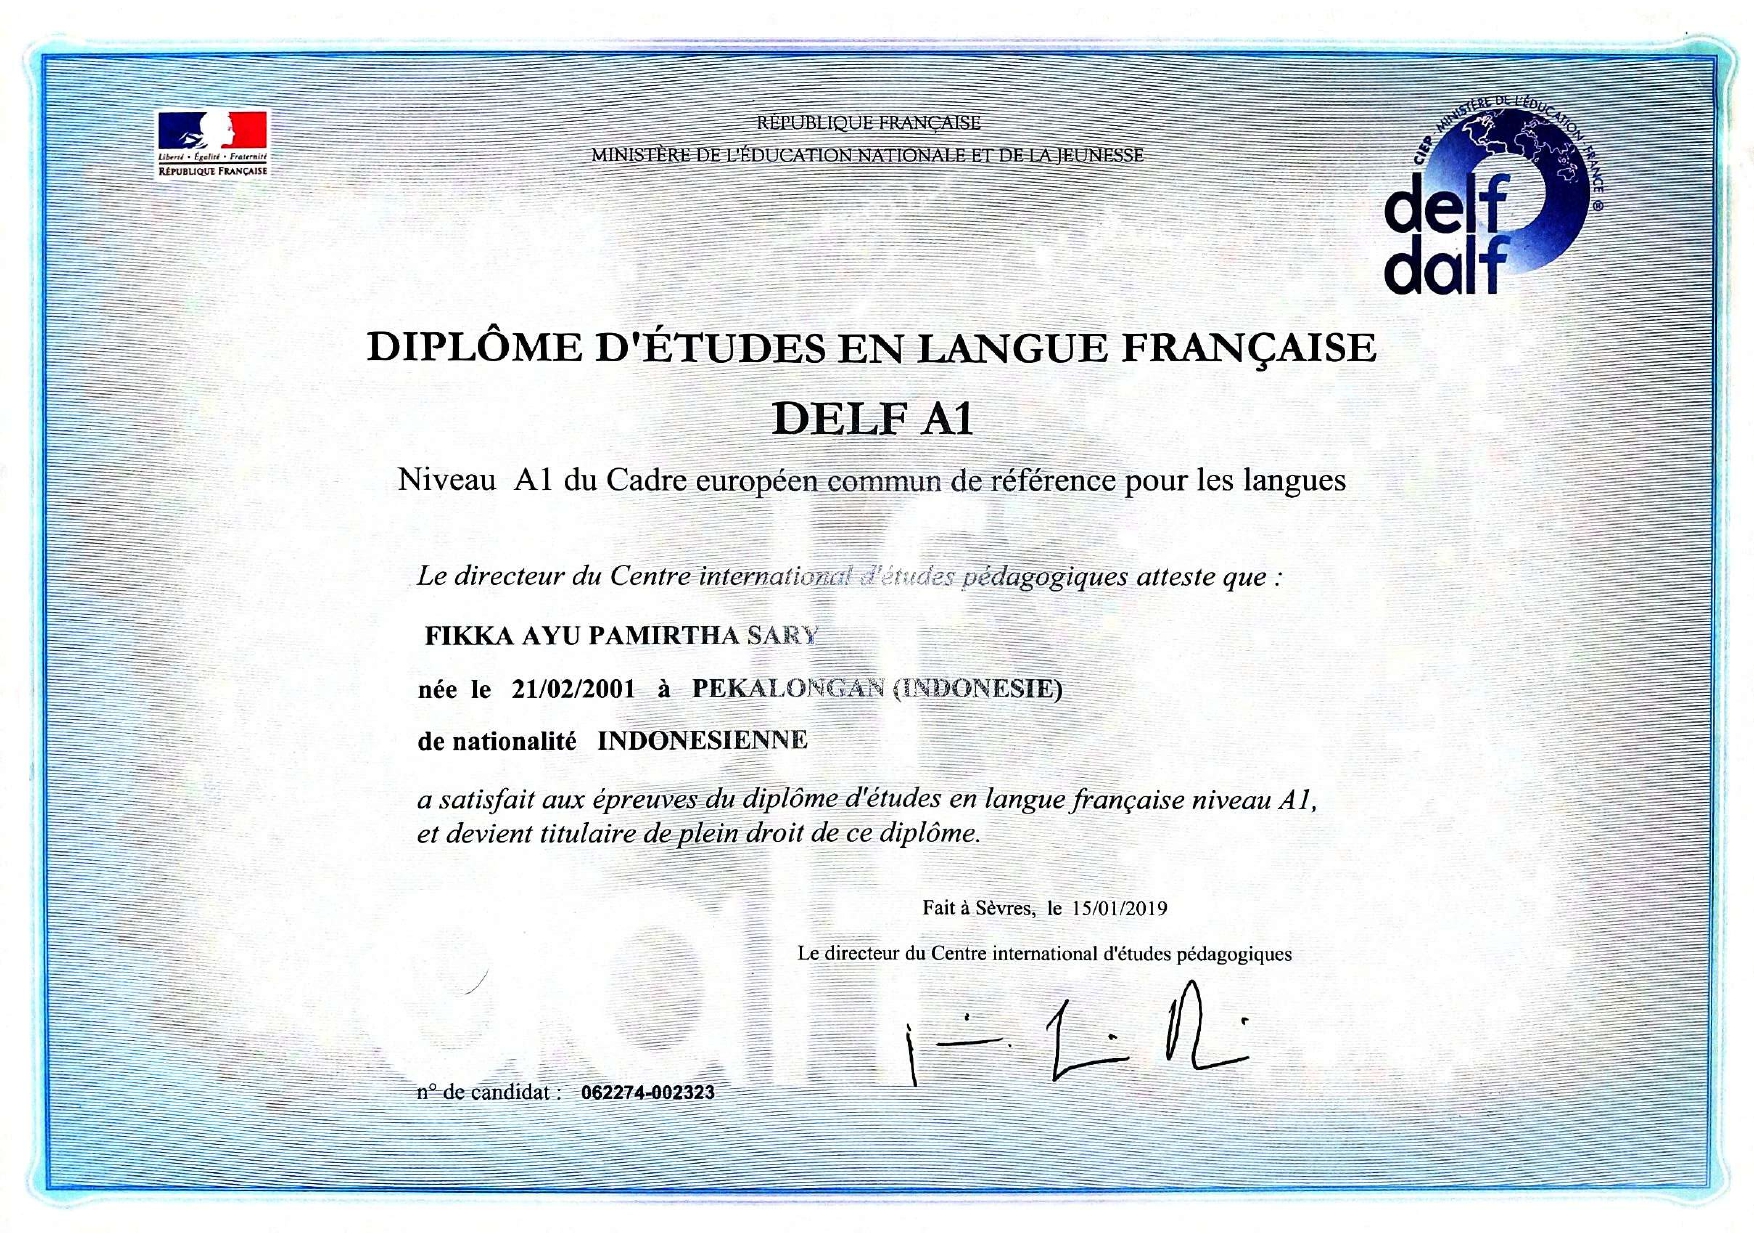 Liberté • Égalité • Fraternité
RÉPUBLIQUE FRANÇAISE
RÉPUBLIQUE FRANÇAISE
MINISTÈRE DE L'ÉDUCATION NATIONALE ET DE LA JEUNESSE
CIEP - MINISTÈRE DE L'ÉDUCATION - FRANCE ®
delf
dalf
DIPLÔME D'ÉTUDES EN LANGUE FRANÇAISE
DELF A1
Niveau A1 du Cadre européen commun de référence pour les langues
Le directeur du Centre international d'études pédagogiques atteste que :
FIKKA AYU PAMIRTHA SARY
née le 21/02/2001 à PEKALONGAN (INDONESIE)
de nationalité INDONESIENNE
a satisfait aux épreuves du diplôme d'études en langue française niveau A1,
et devient titulaire de plein droit de ce diplôme.
Fait à Sèvres, le 15/01/2019
Le directeur du Centre international d'études pédagogiques
n° de candidat : 062274-002323